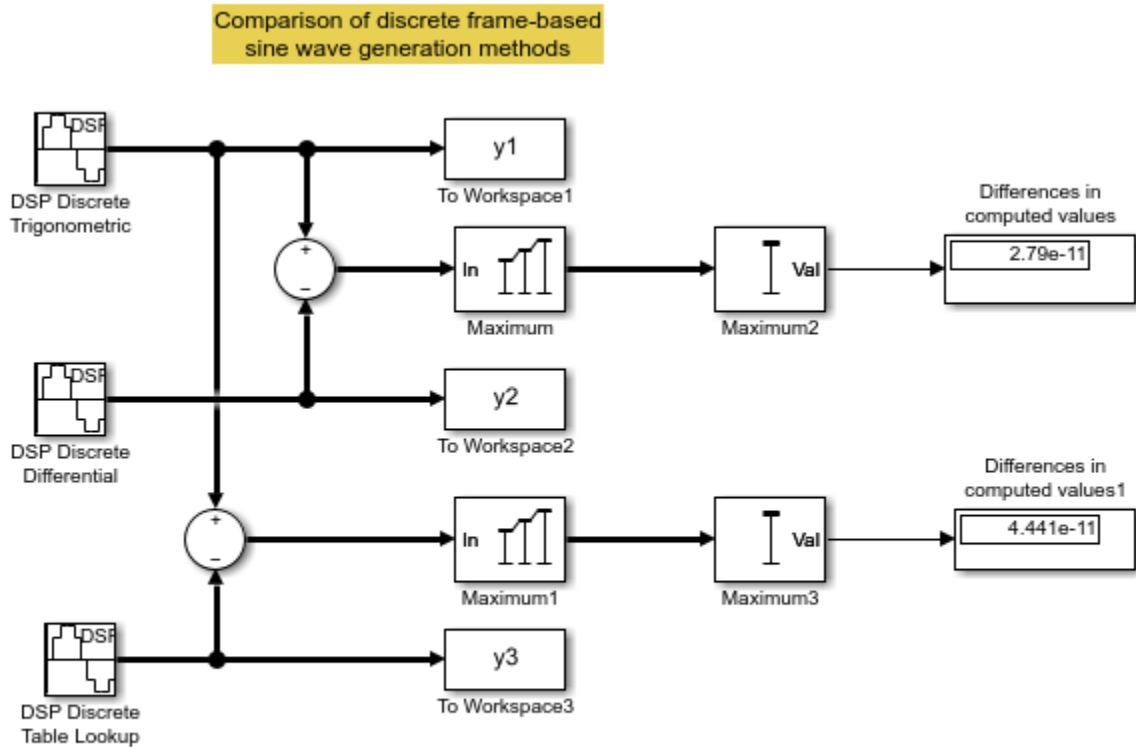 Comparison of discrete frame-based
sine wave generation methods
DSP
DSP Discrete
Trigonometric
y1
To Workspace1
+
−
In
Maximum
Val
Maximum2
Differences in
computed values
2.79e-11
DSP
DSP Discrete
Differential
y2
To Workspace2
+
−
In
Maximum1
Val
Maximum3
Differences in
computed values1
4.441e-11
DSP
DSP Discrete
Table Lookup
y3
To Workspace3